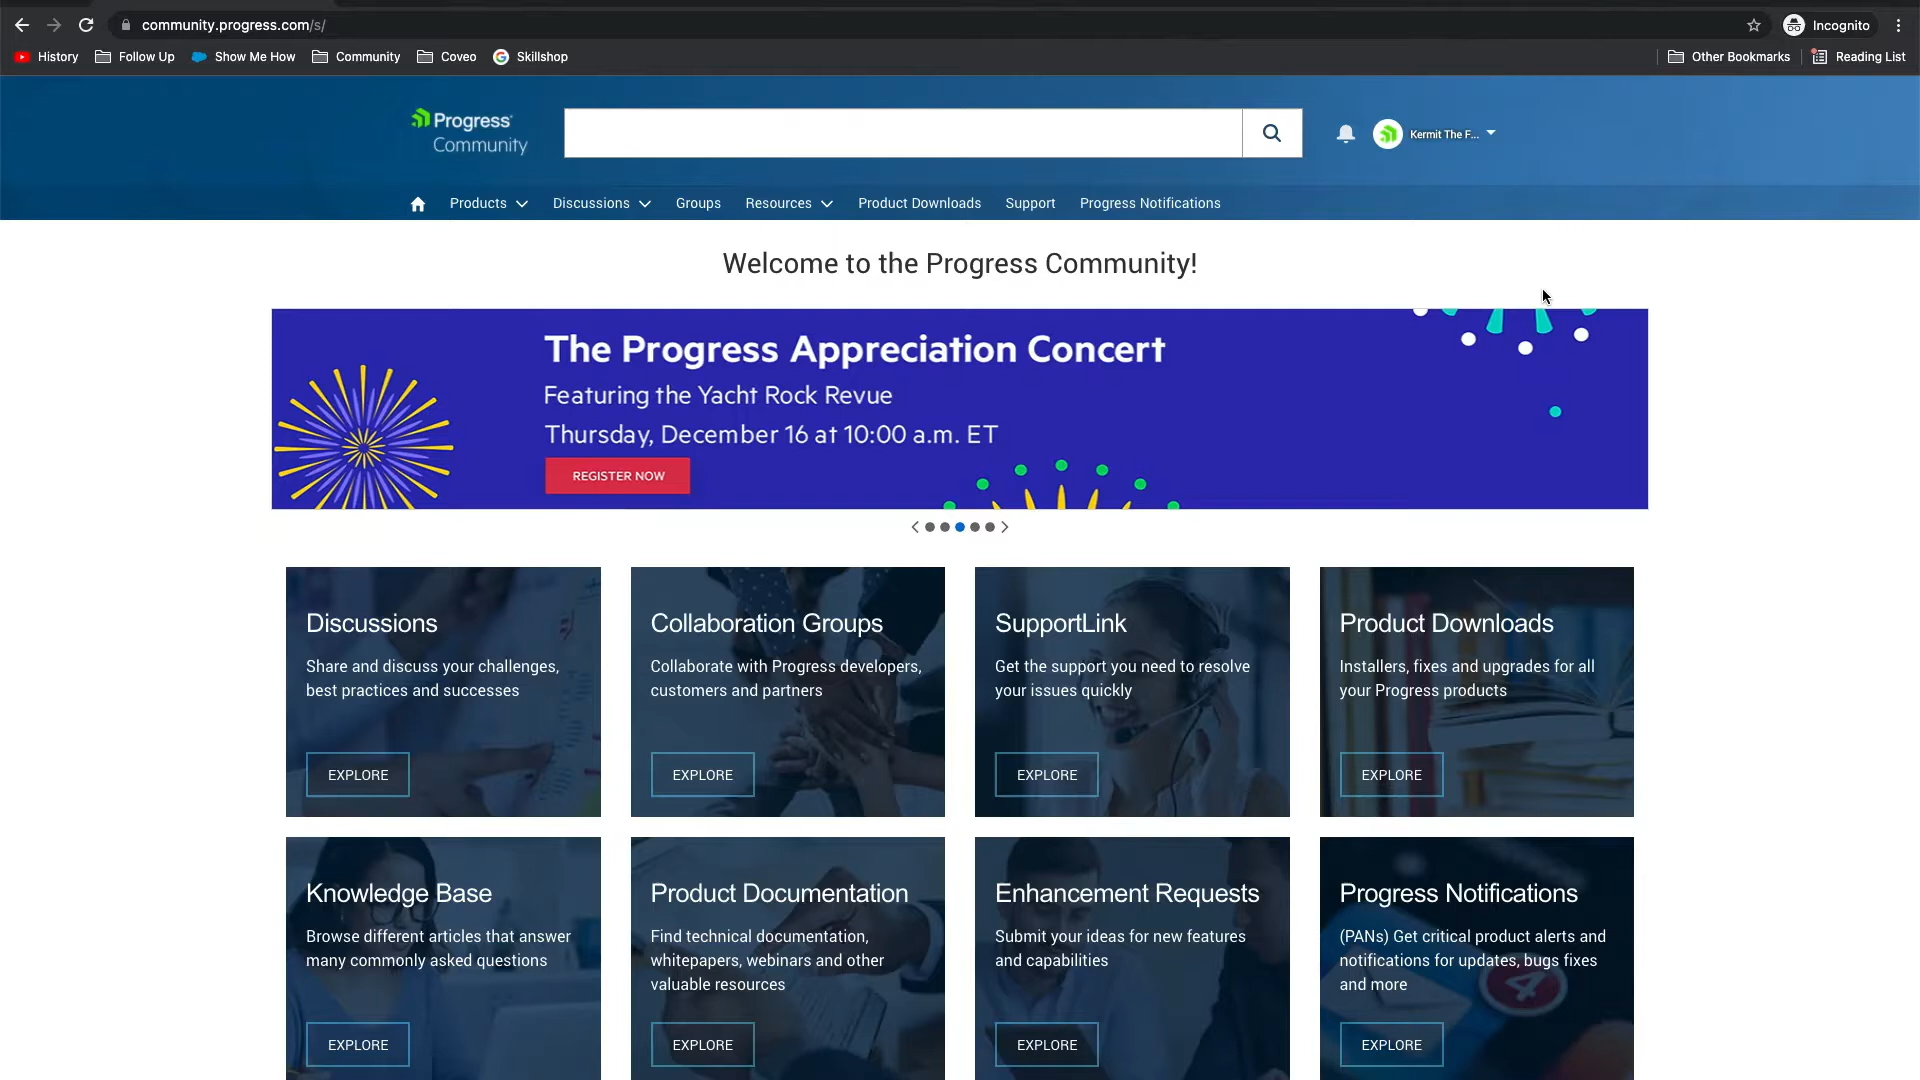 community.progress.com/s/
Incognito
History
Follow Up
Show Me How
Community
Coveo
Skillshop
Other Bookmarks
Reading List
Progress
Community
Kermit The F...
Products
Discussions
Groups
Resources
Product Downloads
Support
Progress Notifications
Welcome to the Progress Community!
The Progress Appreciation Concert
Featuring the Yacht Rock Revue
Thursday, December 16 at 10:00 a.m. ET
REGISTER NOW
Discussions
Share and discuss your challenges,
best practices and successes
EXPLORE
Collaboration Groups
Collaborate with Progress developers,
customers and partners
EXPLORE
SupportLink
Get the support you need to resolve
your issues quickly
EXPLORE
Product Downloads
Installers, fixes and upgrades for all
your Progress products
EXPLORE
Knowledge Base
Browse different articles that answer
many commonly asked questions
EXPLORE
Product Documentation
Find technical documentation,
whitepapers, webinars and other
valuable resources
EXPLORE
Enhancement Requests
Submit your ideas for new features
and capabilities
EXPLORE
Progress Notifications
(PANs) Get critical product alerts and
notifications for updates, bugs fixes
and more
4
EXPLORE